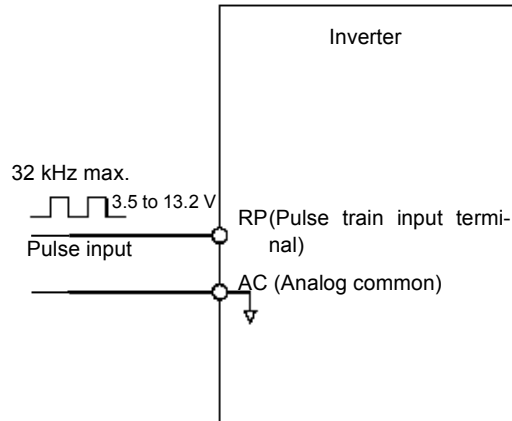 Inverter
32 kHz max.
3.5 to 13.2 V
Pulse input
RP(Pulse train input termi-
nal)
AC (Analog common)